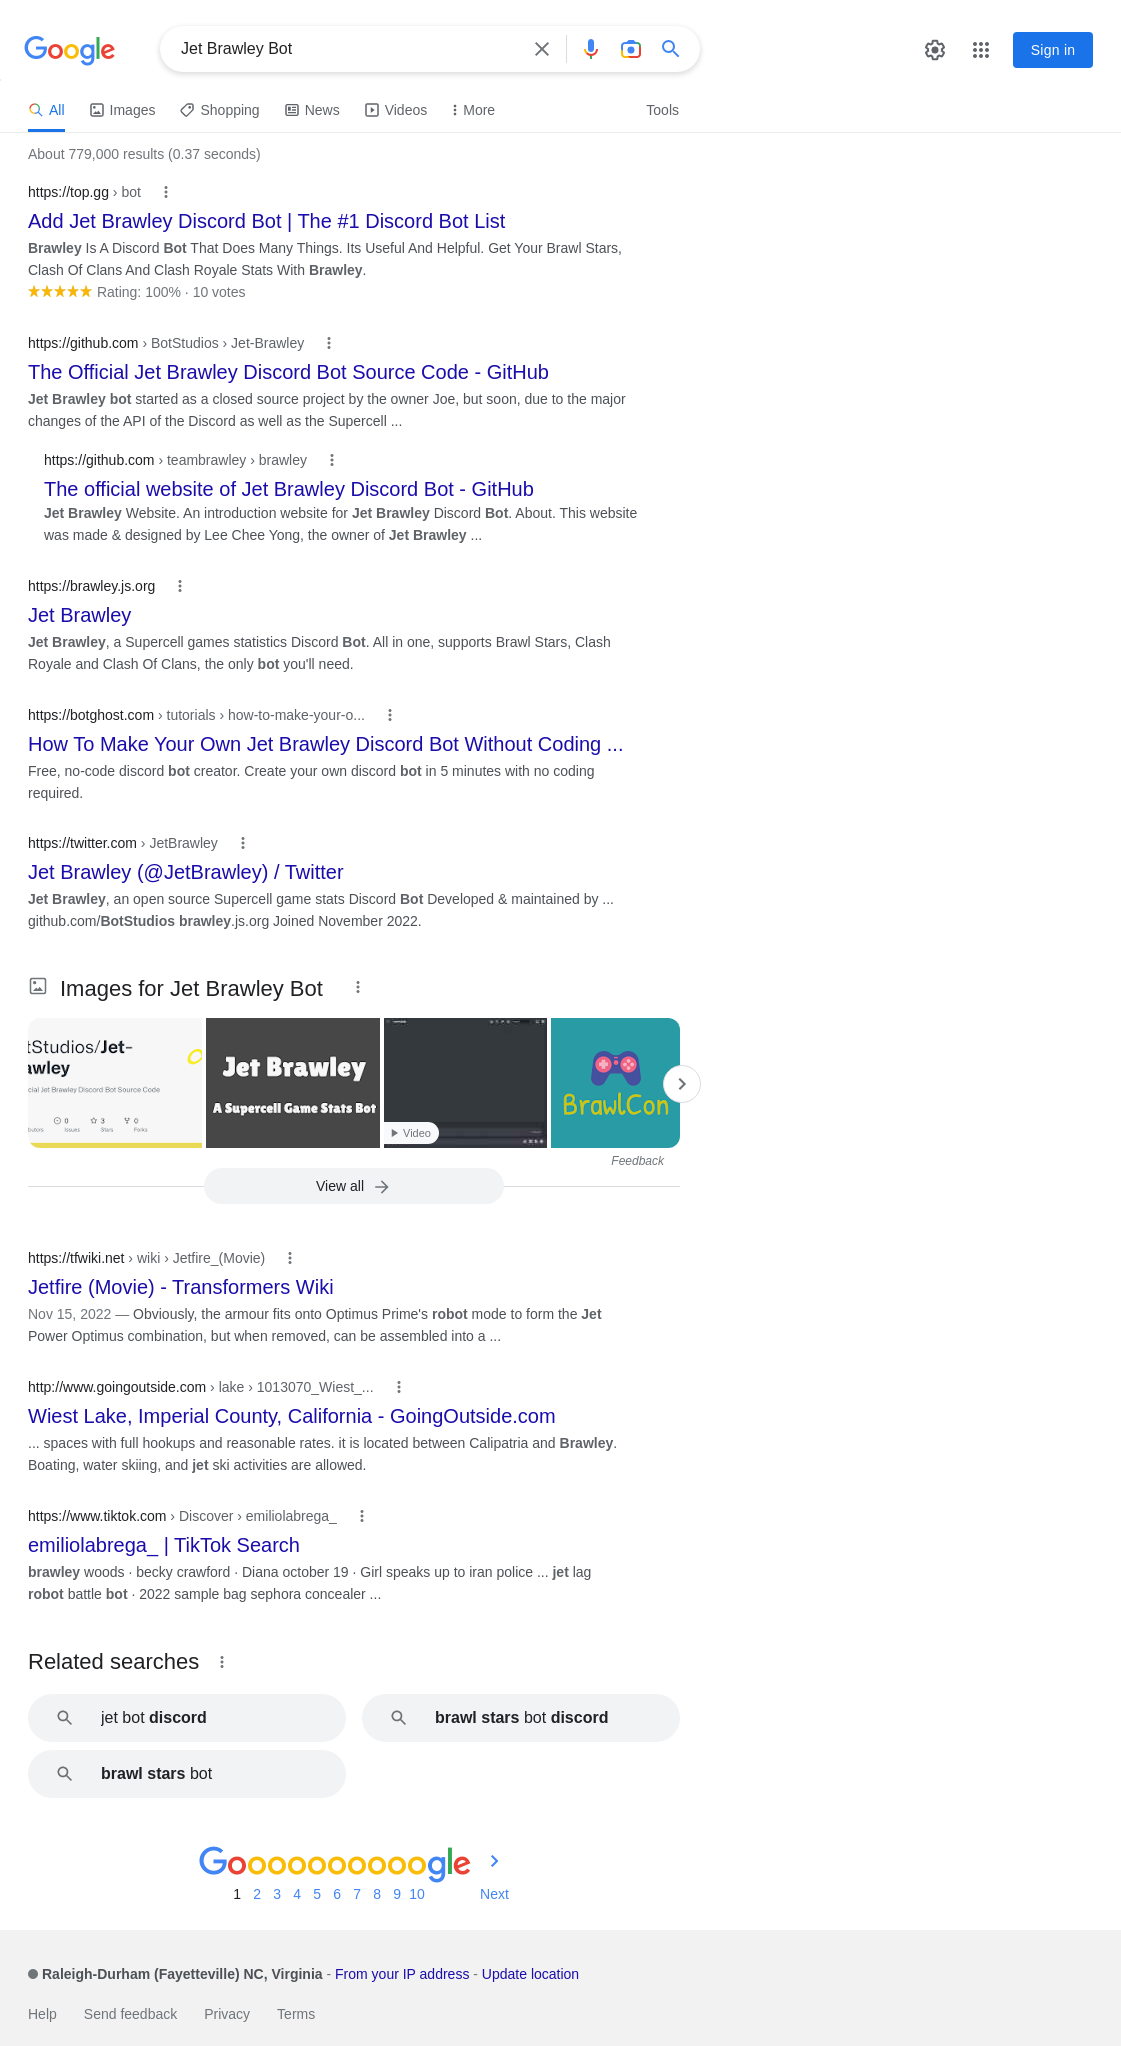 Google
Jet Brawley Bot
Sign in
All
Images
Shopping
News
Videos
More
Tools
About 779,000 results (0.37 seconds)
https://top.gg › bot
Add Jet Brawley Discord Bot | The #1 Discord Bot List
Brawley Is A Discord Bot That Does Many Things. Its Useful And Helpful. Get Your Brawl Stars,
Clash Of Clans And Clash Royale Stats With Brawley.
Rating: 100% · 10 votes
https://github.com › BotStudios › Jet-Brawley
The Official Jet Brawley Discord Bot Source Code - GitHub
Jet Brawley bot started as a closed source project by the owner Joe, but soon, due to the major
changes of the API of the Discord as well as the Supercell ...
https://github.com › teambrawley › brawley
The official website of Jet Brawley Discord Bot - GitHub
Jet Brawley Website. An introduction website for Jet Brawley Discord Bot. About. This website
was made & designed by Lee Chee Yong, the owner of Jet Brawley ...
https://brawley.js.org
Jet Brawley
Jet Brawley, a Supercell games statistics Discord Bot. All in one, supports Brawl Stars, Clash
Royale and Clash Of Clans, the only bot you'll need.
https://botghost.com › tutorials › how-to-make-your-o...
How To Make Your Own Jet Brawley Discord Bot Without Coding ...
Free, no-code discord bot creator. Create your own discord bot in 5 minutes with no coding
required.
https://twitter.com › JetBrawley
Jet Brawley (@JetBrawley) / Twitter
Jet Brawley, an open source Supercell game stats Discord Bot Developed & maintained by ...
github.com/BotStudios brawley.js.org Joined November 2022.
Images for Jet Brawley Bot
tStudios/Jet-
awley
cial Jet Brawley Discord Bot Source Code
0
3
0
Issues
Stars
Forks
Jet Brawley
A Supercell Game Stats Bot
Video
BrawlCon
Feedback
View all
https://tfwiki.net › wiki › Jetfire_(Movie)
Jetfire (Movie) - Transformers Wiki
Nov 15, 2022 — Obviously, the armour fits onto Optimus Prime's robot mode to form the Jet
Power Optimus combination, but when removed, can be assembled into a ...
http://www.goingoutside.com › lake › 1013070_Wiest_...
Wiest Lake, Imperial County, California - GoingOutside.com
... spaces with full hookups and reasonable rates. it is located between Calipatria and Brawley.
Boating, water skiing, and jet ski activities are allowed.
https://www.tiktok.com › Discover › emiliolabrega_
emiliolabrega_ | TikTok Search
brawley woods · becky crawford · Diana october 19 · Girl speaks up to iran police ... jet lag
robot battle bot · 2022 sample bag sephora concealer ...
Related searches
jet bot discord
brawl stars bot discord
brawl stars bot
Goooooooooogle
1 2 3 4 5 6 7 8 9 10 Next
Raleigh-Durham (Fayetteville) NC, Virginia - From your IP address - Update location
Help
Send feedback
Privacy
Terms